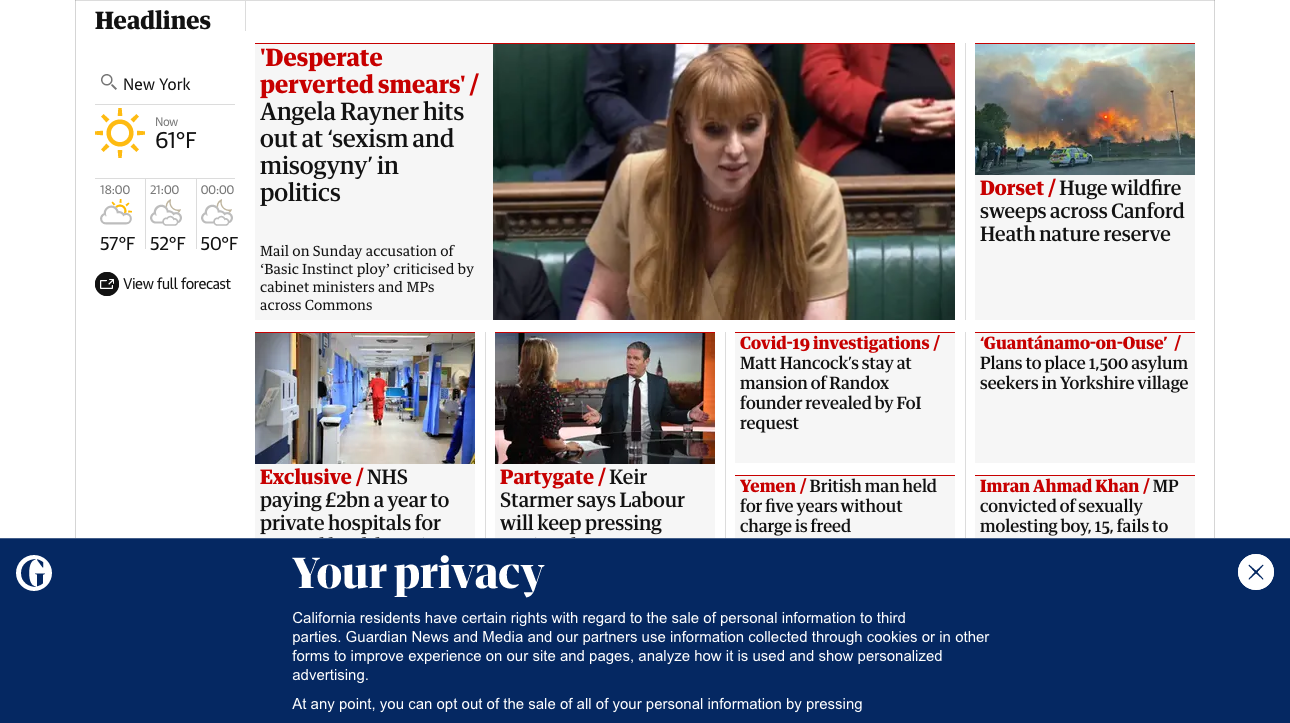 Headlines
New York
Now
61°F
18:00
21:00
00:00
57°F
52°F
50°F
View full forecast
'Desperate
perverted smears' /
Angela Rayner hits
out at ‘sexism and
misogyny’ in
politics
Mail on Sunday accusation of
‘Basic Instinct ploy’ criticised by
cabinet ministers and MPs
across Commons
Dorset / Huge wildfire
sweeps across Canford
Heath nature reserve
Exclusive / NHS
paying £2bn a year to
private hospitals for
Partygate / Keir
Starmer says Labour
will keep pressing
Covid-19 investigations /
Matt Hancock’s stay at
mansion of Randox
founder revealed by FoI
request
‘Guantánamo-on-Ouse’ /
Plans to place 1,500 asylum
seekers in Yorkshire village
Yemen / British man held
for five years without
charge is freed
Imran Ahmad Khan / MP
convicted of sexually
molesting boy, 15, fails to
Your privacy
California residents have certain rights with regard to the sale of personal information to third
parties. Guardian News and Media and our partners use information collected through cookies or in other
forms to improve experience on our site and pages, analyze how it is used and show personalized
advertising.
At any point, you can opt out of the sale of all of your personal information by pressing